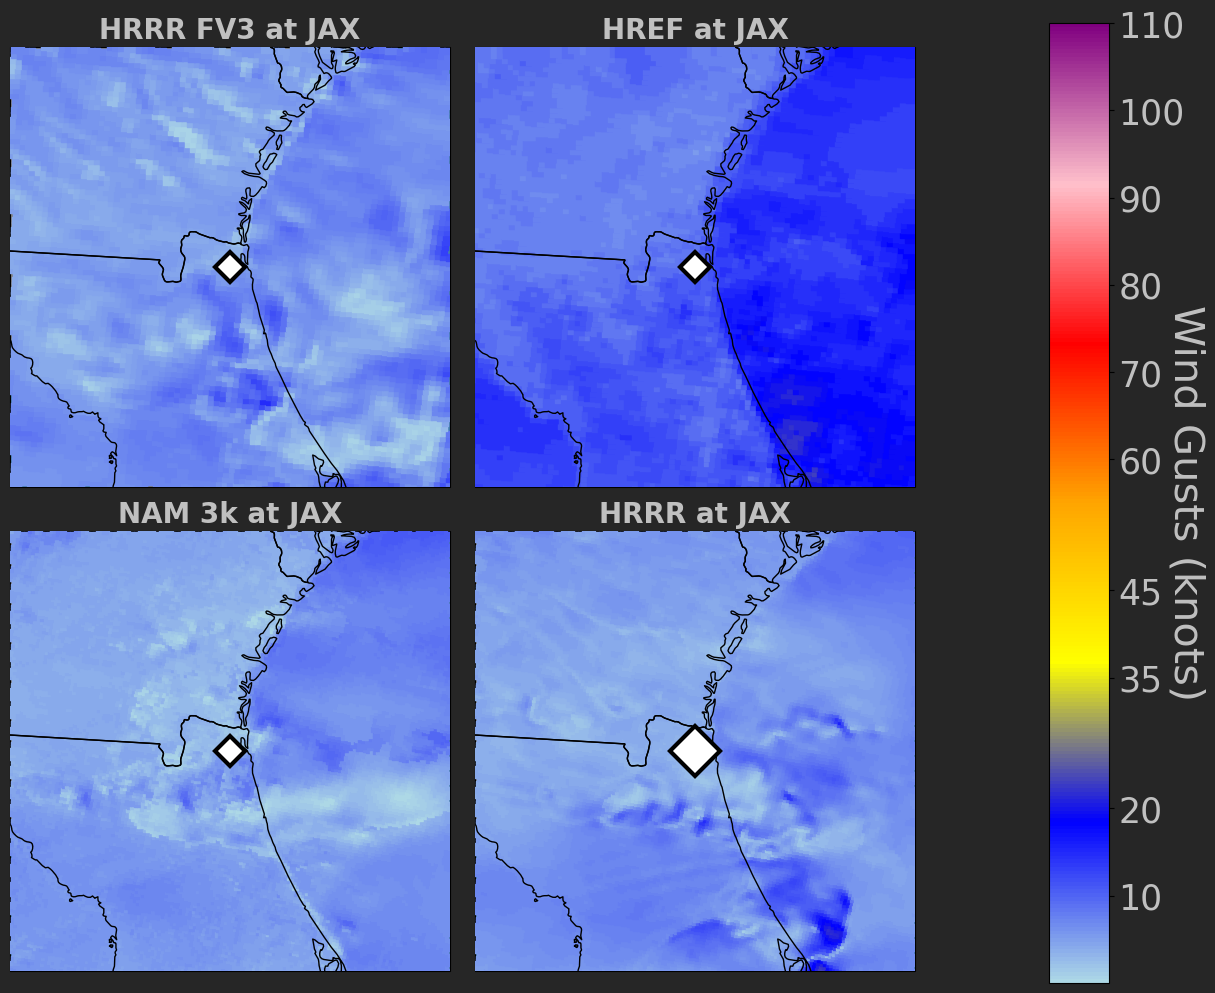 HRRR FV3 at JAX
HREF at JAX
NAM 3k at JAX
HRRR at JAX
110
100
90
80
70
60
45
35
20
10
Wind Gusts (knots)